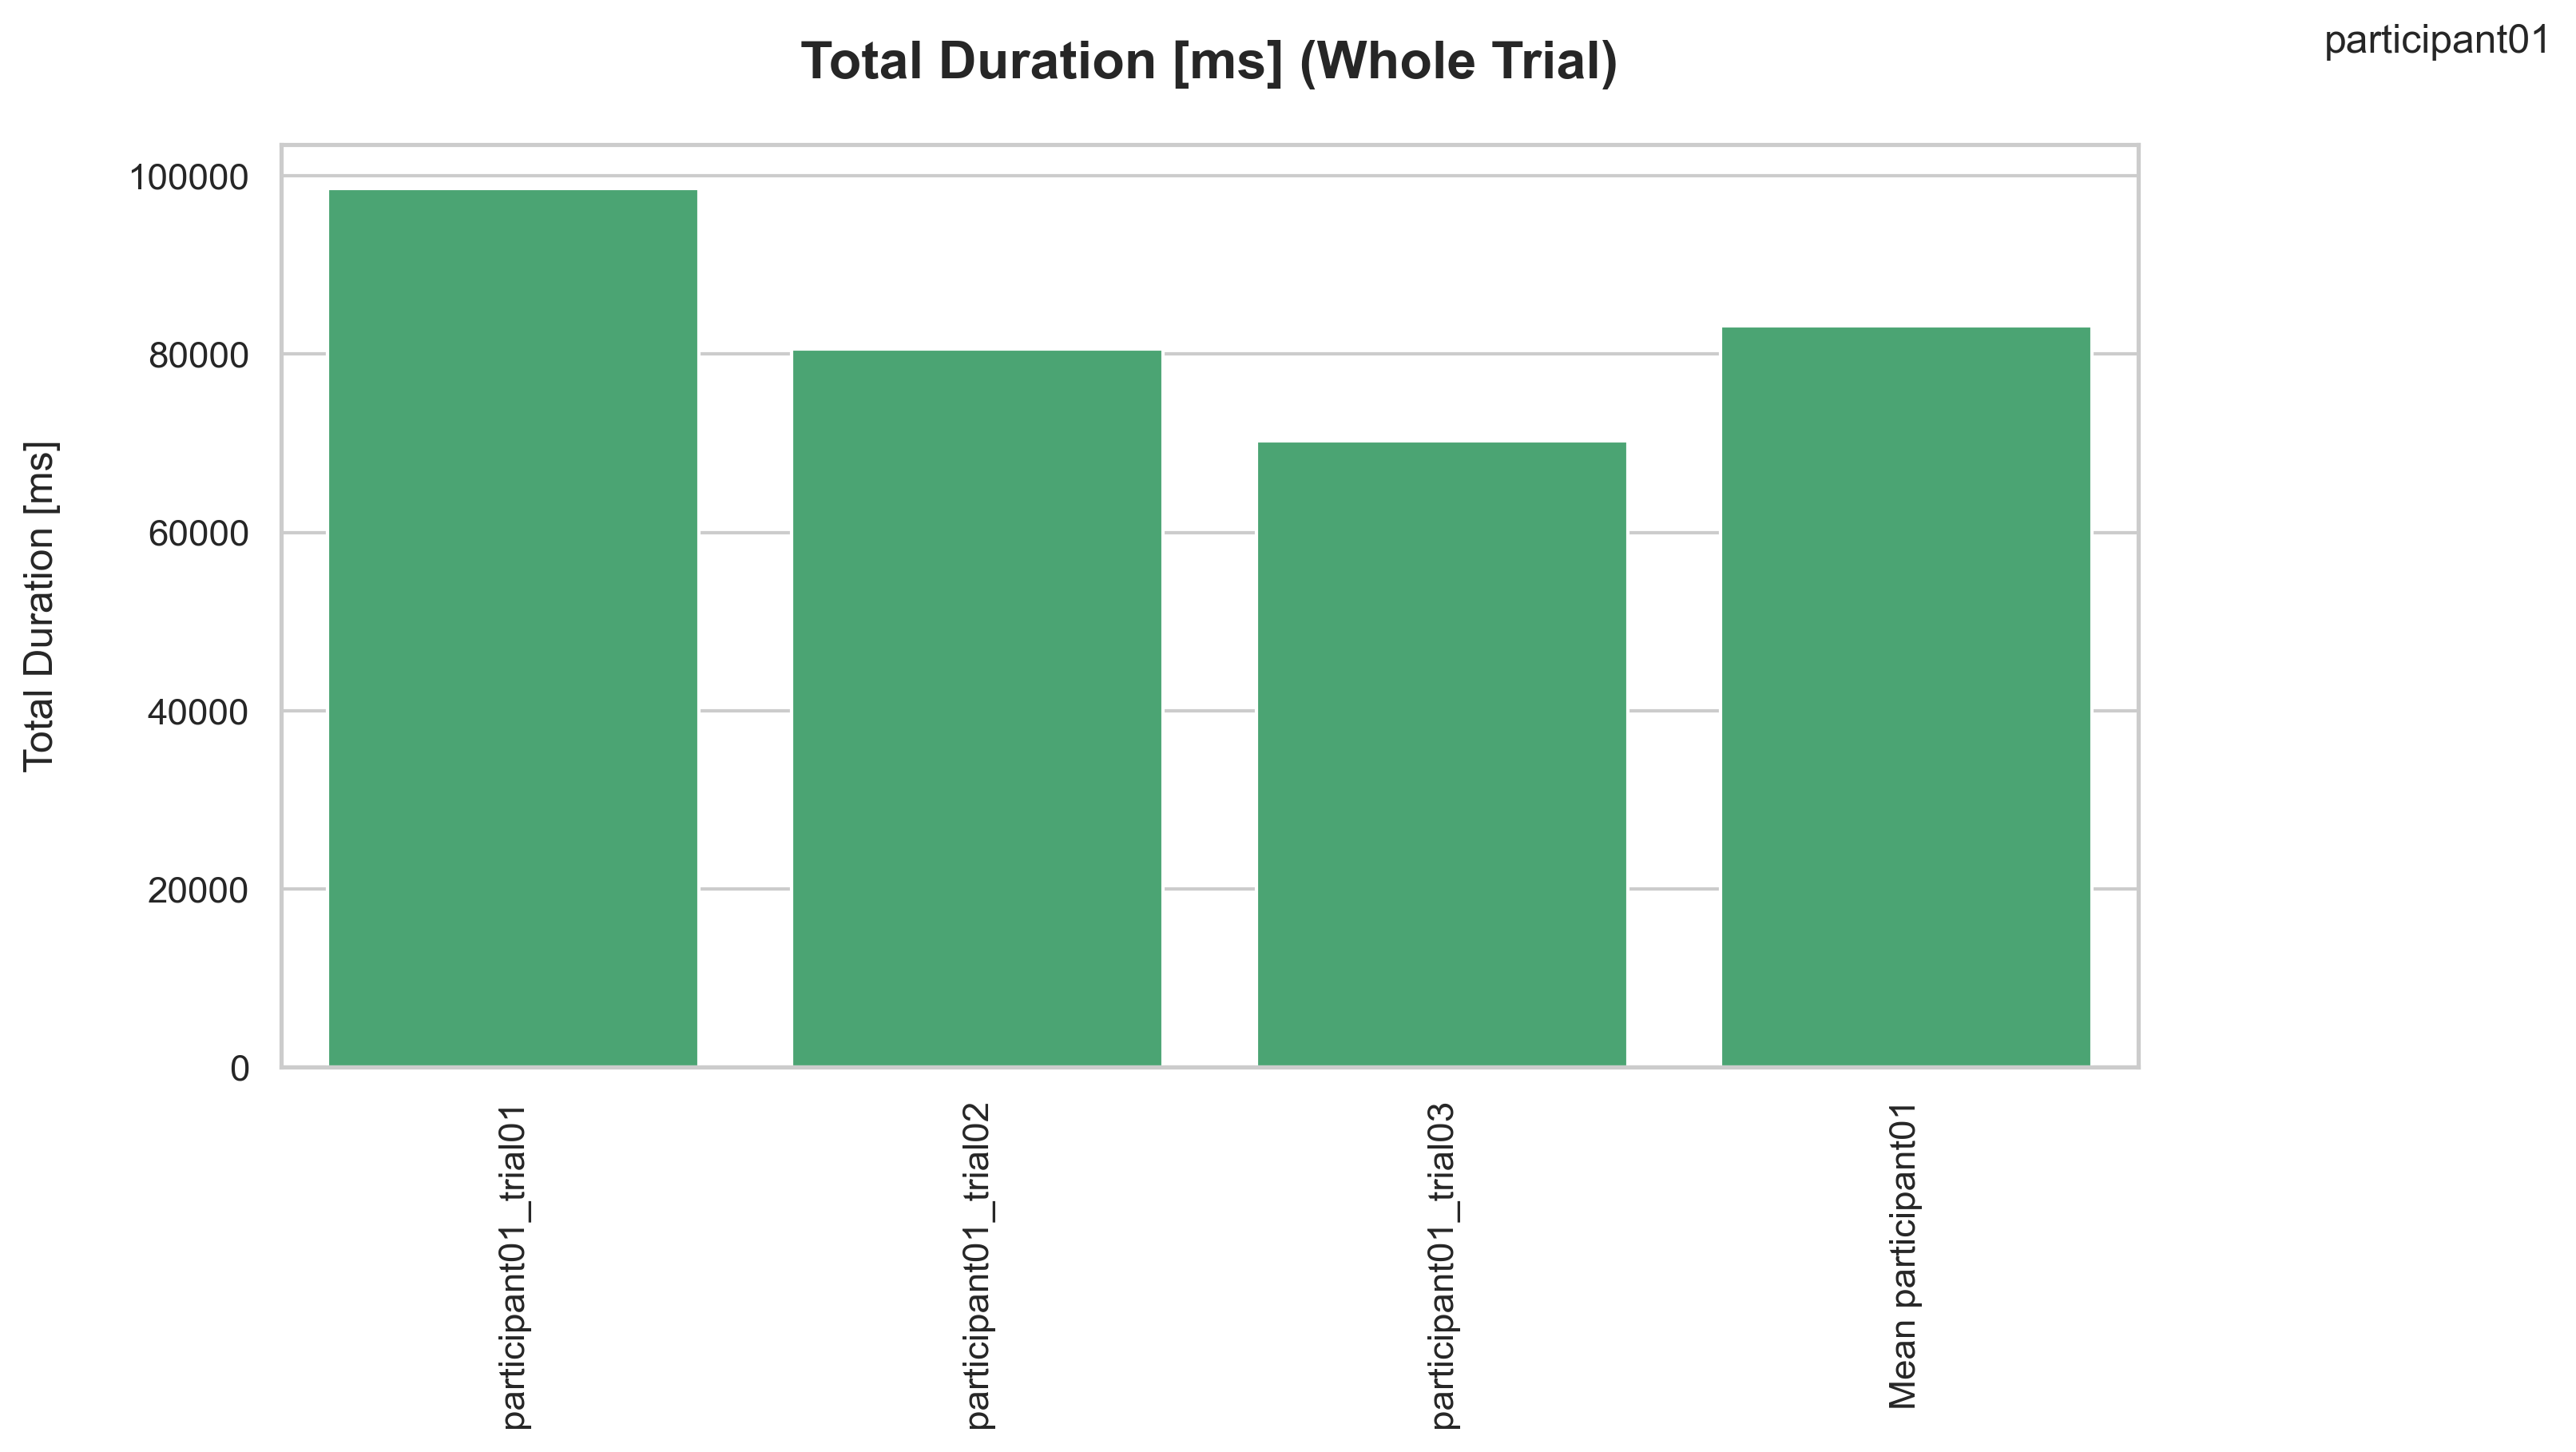 participant01
Total Duration [ms] (Whole Trial)
Total Duration [ms]
100000
80000
60000
40000
20000
0
participant01_trial01
participant01_trial02
participant01_trial03
Mean participant01